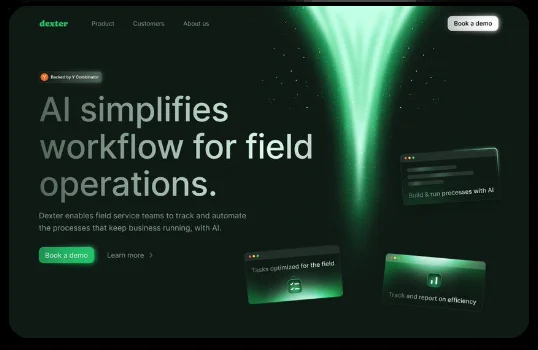 dexter
Product
Customers
About us
Book a demo
Y
Backed by Y Combinator
AI simplifies
workflow for field
operations.
Dexter enables field service teams to track and automate
the processes that keep business running, with AI.
Book a demo
Learn more
Build & run processes with AI
Tasks optimized for the field
Track and report on efficiency